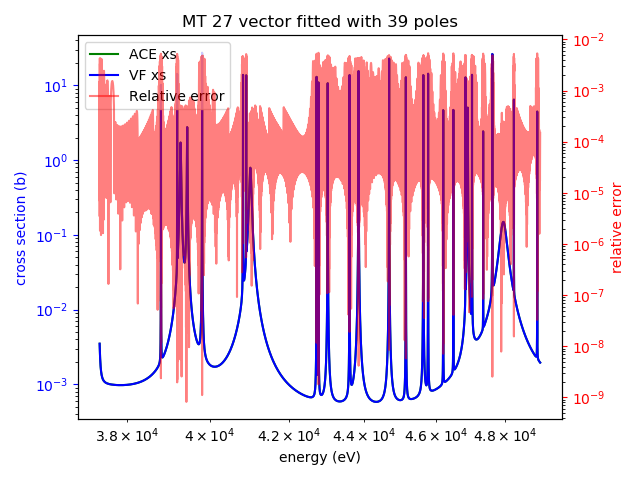 MT 27 vector fitted with 39 poles
ACE xs
VF xs
Relative error
cross section (b)
10¹
10⁰
10⁻¹
10⁻²
10⁻³
relative error
10⁻²
10⁻³
10⁻⁴
10⁻⁵
10⁻⁶
10⁻⁷
10⁻⁸
10⁻⁹
3.8 × 10⁴
4 × 10⁴
4.2 × 10⁴
4.4 × 10⁴
4.6 × 10⁴
4.8 × 10⁴
energy (eV)